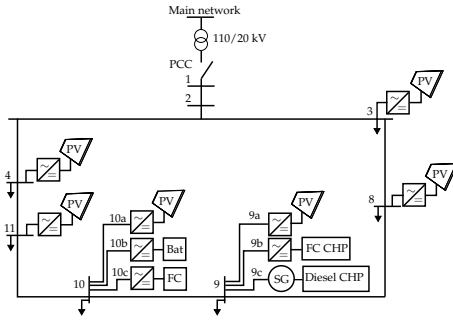 Main network
110/20 kV
PCC
1
2
3
PV
4
PV
PV
8
11
PV
10a
PV
10b
Bat
10c
FC
10
9a
PV
9b
FC CHP
9c
SG
Diesel CHP
9